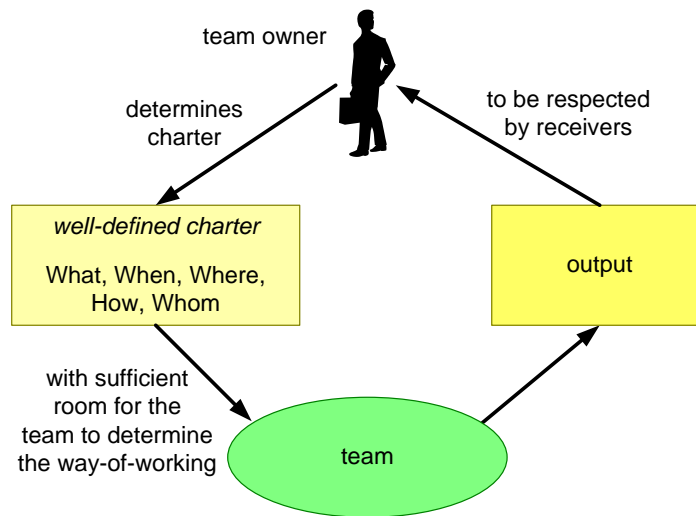 team owner
determines
charter
to be respected
by receivers
well-defined charter
What, When, Where,
How, Whom
output
with sufficient
room for the
team to determine
the way-of-working
team